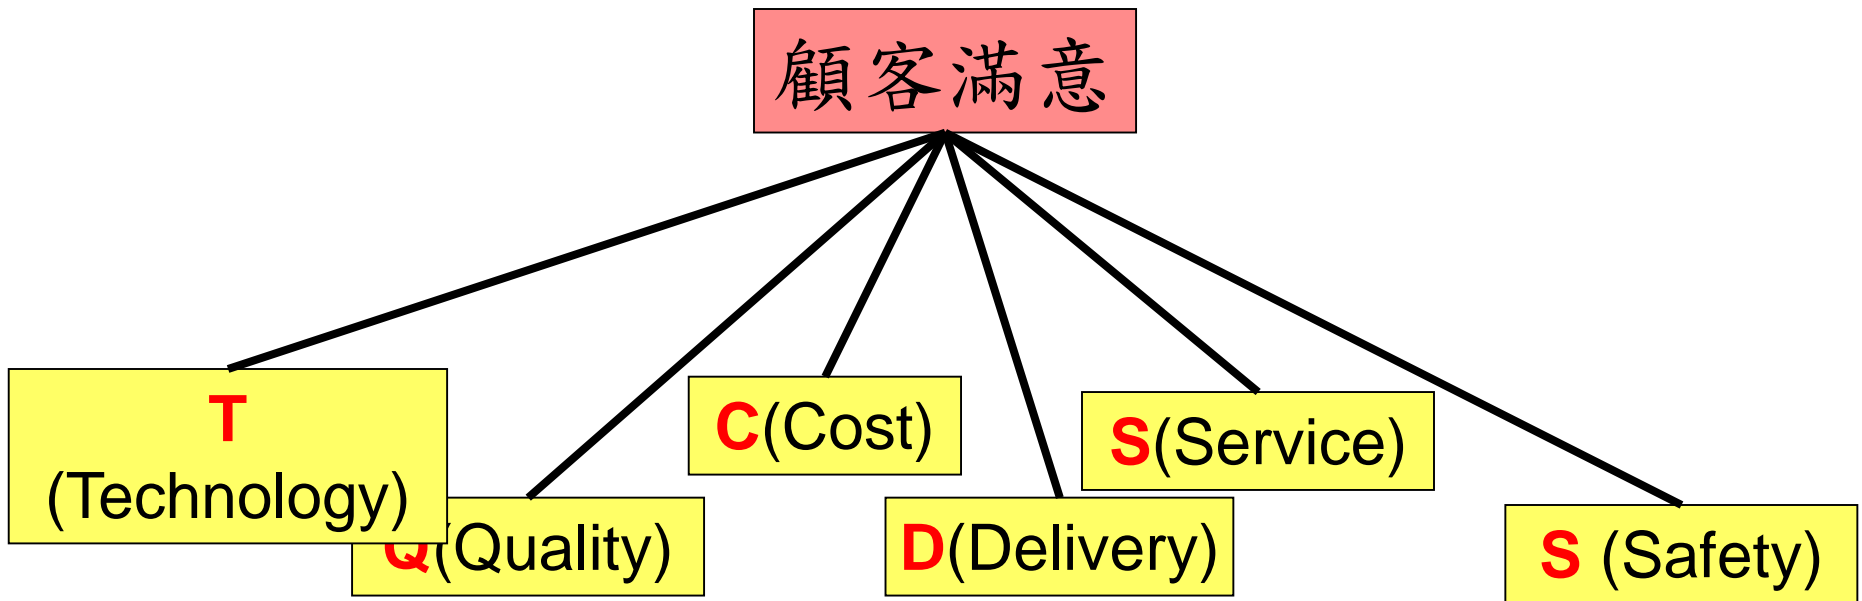 顧客滿意
T
(Technology)
Q(Quality)
C(Cost)
D(Delivery)
S(Service)
S (Safety)